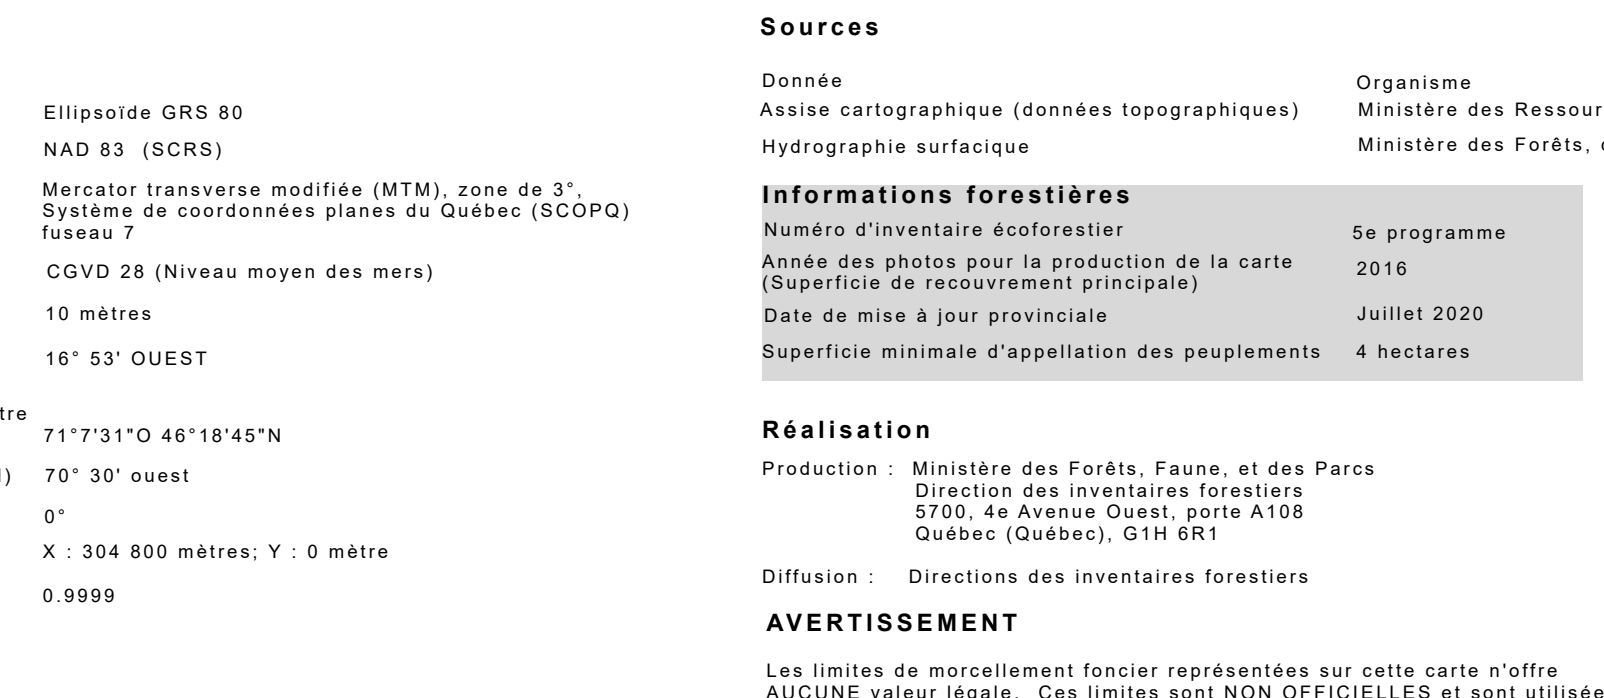 Ellipsoïde GRS 80
NAD 83 (SCRS)
Mercator transverse modifiée (MTM), zone de 3°,
Système de coordonnées planes du Québec (SCOPQ)
fuseau 7
CGVD 28 (Niveau moyen des mers)
10 mètres
16° 53' OUEST
tre
71°7'31"O 46°18'45"N
) 70° 30' ouest
0°
X : 304 800 mètres; Y : 0 mètre
0.9999
Sources
Donnée Organisme
Assise cartographique (données topographiques) Ministère des Ressour
Hydrographie surfacique Ministère des Forêts,
Informations forestières
Numéro d'inventaire écoforestier 5e programme
Année des photos pour la production de la carte
(Superficie de recouvrement principale) 2016
Date de mise à jour provinciale Juillet 2020
Superficie minimale d'appellation des peuplements 4 hectares
Réalisation
Production : Ministère des Forêts, Faune, et des Parcs
Direction des inventaires forestiers
5700, 4e Avenue Ouest, porte A108
Québec (Québec), G1H 6R1
Diffusion : Directions des inventaires forestiers
AVERTISSEMENT
Les limites de morcellement foncier représentées sur cette carte n'offre
AUCUNE valeur légale. Ces limites sont NON OFFICIELLES et sont utilisée